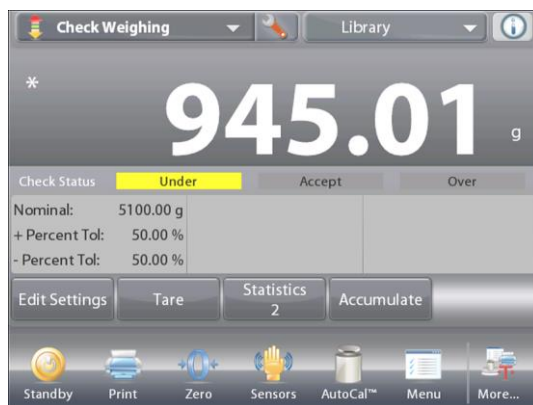 Check Weighing Library
* 945.01 g
Check Status Under Accept Over
Nominal: 5100.00 g
+ Percent Tol: 50.00 %
- Percent Tol: 50.00 %
Edit Settings Tare Statistics Accumulate
2
Standby Print Zero Sensors AutoCal™ Menu More...